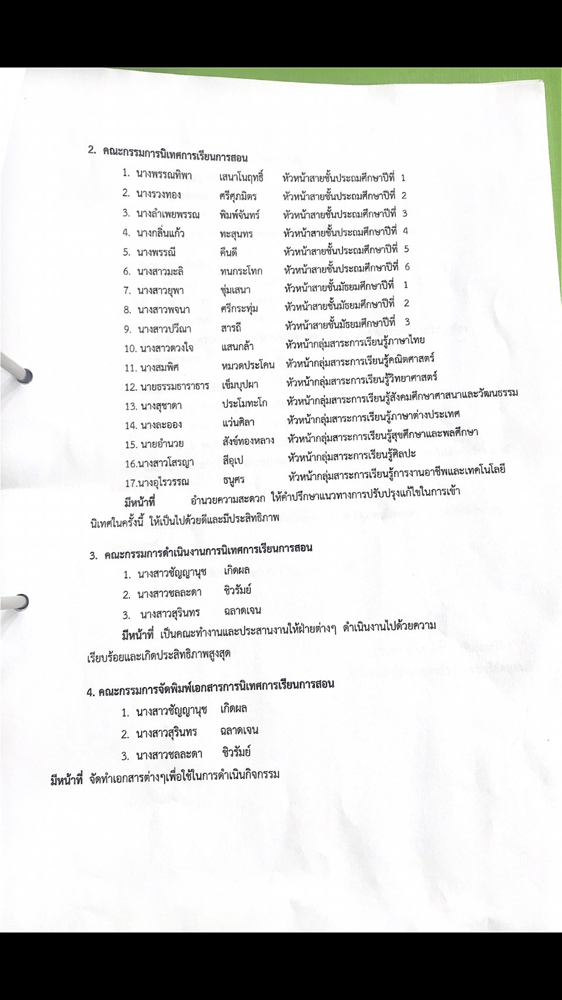 2. คณะกรรมการนิเทศการเรียนการสอน
1. นางพรรณทิพา เสนาโนฤทธิ์ หัวหน้าสายชั้นประถมศึกษาปีที่ 1
2. นางรวงทอง ศรีศุภมิตร หัวหน้าสายชั้นประถมศึกษาปีที่ 2
3. นางลำเพยพรรณ พิมพ์จันทร์ หัวหน้าสายชั้นประถมศึกษาปีที่ 3
4. นางกลิ่นแก้ว ทะสุนทร หัวหน้าสายชั้นประถมศึกษาปีที่ 4
5. นางพรรณี คืนดี หัวหน้าสายชั้นประถมศึกษาปีที่ 5
6. นางสาวมะลิ ทนกระโทก หัวหน้าสายชั้นประถมศึกษาปีที่ 6
7. นางสาวยุพา ชุ่มเสนา หัวหน้าสายชั้นมัธยมศึกษาปีที่ 1
8. นางสาวพจนา ศรีกระทุ่ม หัวหน้าสายชั้นมัธยมศึกษาปีที่ 2
9. นางสาวปวีณา สารถี หัวหน้าสายชั้นมัธยมศึกษาปีที่ 3
10. นางสาวดวงใจ แสนกล้า หัวหน้ากลุ่มสาระการเรียนรู้ภาษาไทย
11. นางสมพิศ หมวดประโคน หัวหน้ากลุ่มสาระการเรียนรู้คณิตศาสตร์
12. นายธรรมธาราธาร เข็มบุปผา หัวหน้ากลุ่มสาระการเรียนรู้วิทยาศาสตร์
13. นางสุชาดา ประโมทะโก หัวหน้ากลุ่มสาระการเรียนรู้สังคมศึกษาศาสนาและวัฒนธรรม
14. นางละออง แว่นศิลา หัวหน้ากลุ่มสาระการเรียนรู้ภาษาต่างประเทศ
15. นายอำนวย สังข์ทองหลาง หัวหน้ากลุ่มสาระการเรียนรู้สุขศึกษาและพลศึกษา
16.นางสาวโสรญา สีอุเป หัวหน้ากลุ่มสาระการเรียนรู้ศิลปะ
17.นางอุไรวรรณ ธนูศร หัวหน้ากลุ่มสาระการเรียนรู้การงานอาชีพและเทคโนโลยี
มีหน้าที่ อำนวยความสะดวก ให้คำปรึกษาแนวทางการปรับปรุงแก้ไขในการเข้า
นิเทศในครั้งนี้ ให้เป็นไปด้วยดีและมีประสิทธิภาพ
3. คณะกรรมการดำเนินงานการนิเทศการเรียนการสอน
1. นางสาวชัญญานุช เกิดผล
2. นางสาวชลละดา ชิวรัมย์
3. นางสาวสุรินทร ฉลาดเจน
มีหน้าที่ เป็นคณะทำงานและประสานงานให้ฝ่ายต่างๆ ดำเนินงานไปด้วยความ
เรียบร้อยและเกิดประสิทธิภาพสูงสุด
4. คณะกรรมการจัดพิมพ์เอกสารการนิเทศการเรียนการสอน
1. นางสาวชัญญานุช เกิดผล
2. นางสาวสุรินทร ฉลาดเจน
3. นางสาวชลละดา ชิวรัมย์
มีหน้าที่ จัดทำเอกสารต่างๆเพื่อใช้ในการดำเนินกิจกรรม